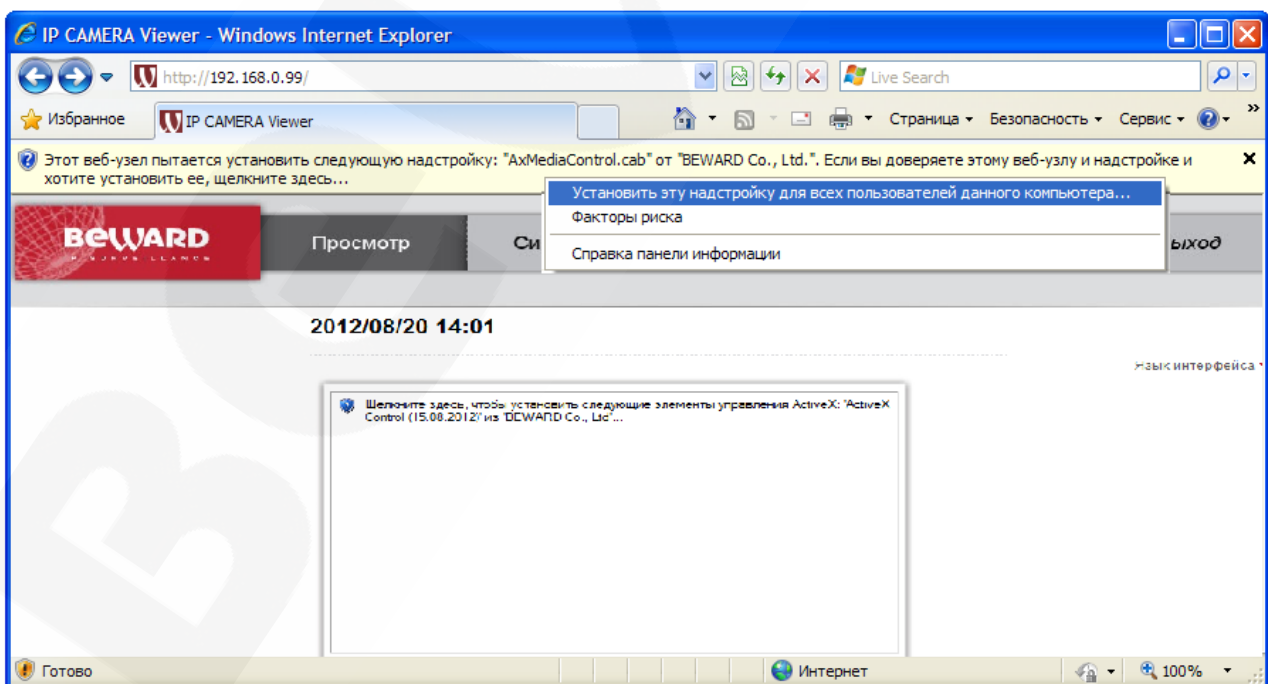 IP CAMERA Viewer - Windows Internet Explorer
http://192.168.0.99/
Live Search
Избранное
IP CAMERA Viewer
Страница
Безопасность
Сервис
Этот веб-узел пытается установить следующую надстройку: "AxMediaControl.cab" от "BEWARD Co., Ltd.". Если вы доверяете этому веб-узлу и надстройке и
хотите установить ее, щелкните здесь...
Установить эту надстройку для всех пользователей данного компьютера...
Факторы риска
Справка панели информации
BEWARD
Просмотр
Си
ыход
2012/08/20 14:01
Язык интерфейса
Щелкните здесь, чтобы установить следующие элементы управления ActiveX: "ActiveX
Control (15.08.2012)" из "BEWARD Co., Ltd"...
Готово
Интернет
100%